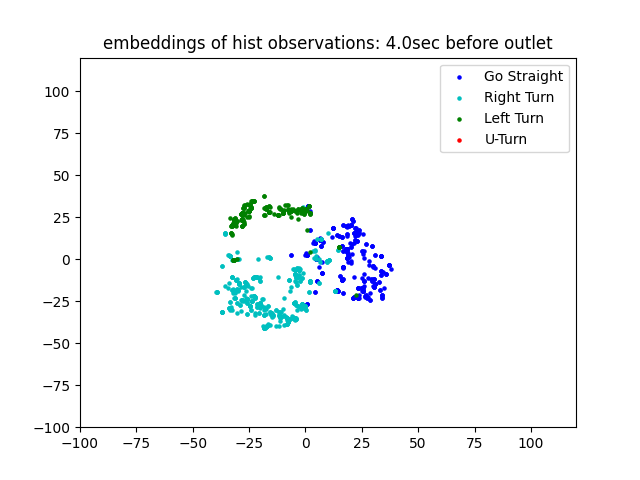 embeddings of hist observations: 4.0sec before outlet
Go Straight
Right Turn
Left Turn
U-Turn
100
75
50
25
0
−25
−50
−75
−100
−100 −75 −50 −25 0 25 50 75 100